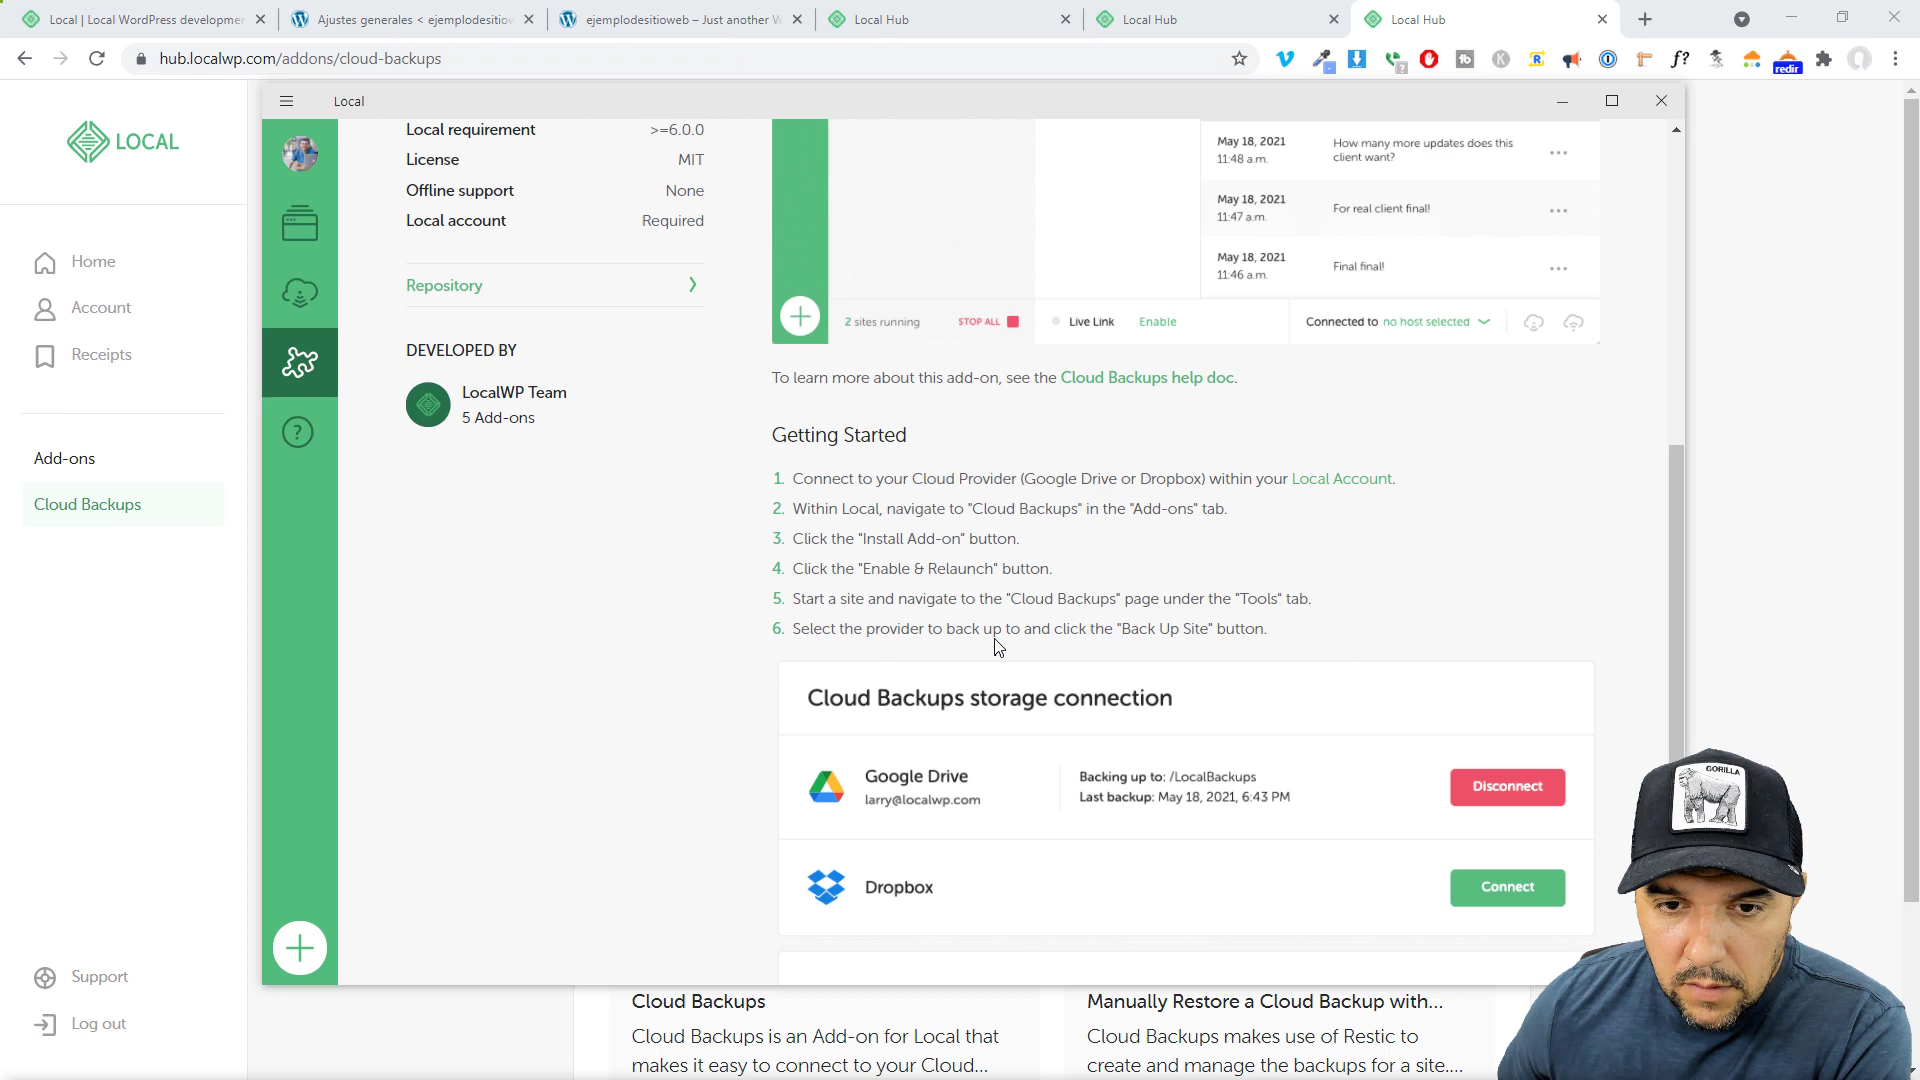 Local | Local WordPress developmen
Ajustes generales < ejemplodesitiow
ejemplodesitioweb – Just another W
Local Hub
Local Hub
Local Hub
hub.localwp.com/addons/cloud-backups
redir
LOCAL
Home
Account
Receipts
Add-ons
Cloud Backups
Support
Log out
Local
Local requirement >=6.0.0
License MIT
Offline support None
Local account Required
Repository
DEVELOPED BY
LocalWP Team
5 Add-ons
May 18, 2021
11:48 a.m.
How many more updates does this
client want?
May 18, 2021
11:47 a.m.
For real client final!
May 18, 2021
11:46 a.m.
Final final!
2 sites running STOP ALL
Live Link Enable
Connected to no host selected
To learn more about this add-on, see the Cloud Backups help doc.
Getting Started
1. Connect to your Cloud Provider (Google Drive or Dropbox) within your Local Account.
2. Within Local, navigate to "Cloud Backups" in the "Add-ons" tab.
3. Click the "Install Add-on" button.
4. Click the "Enable & Relaunch" button.
5. Start a site and navigate to the "Cloud Backups" page under the "Tools" tab.
6. Select the provider to back up to and click the "Back Up Site" button.
Cloud Backups storage connection
Google Drive
larry@localwp.com
Backing up to: /LocalBackups
Last backup: May 18, 2021, 6:43 PM
Disconnect
Dropbox
Connect
GORILLA
Cloud Backups
Cloud Backups is an Add-on for Local that
makes it easy to connect to your Cloud...
Manually Restore a Cloud Backup with...
Cloud Backups makes use of Restic to
create and manage the backups for a site....